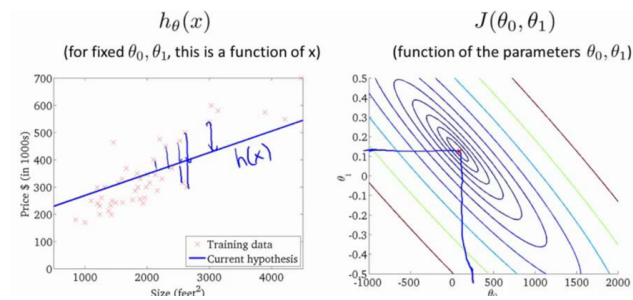 hθ(x)
(for fixed θ0, θ1, this is a function of x)
700
600
500
400
300
200
100
0
Price $ (in 1000s)
h(x)
Training data
Current hypothesis
1000
2000
3000
4000
Size (feet²)
J(θ0, θ1)
(function of the parameters θ0, θ1)
0.5
0.4
0.3
0.2
0.1
0
-0.1
-0.2
-0.3
-0.4
-0.5
θ1
-1000
-500
0
500
1000
1500
2000
θ0